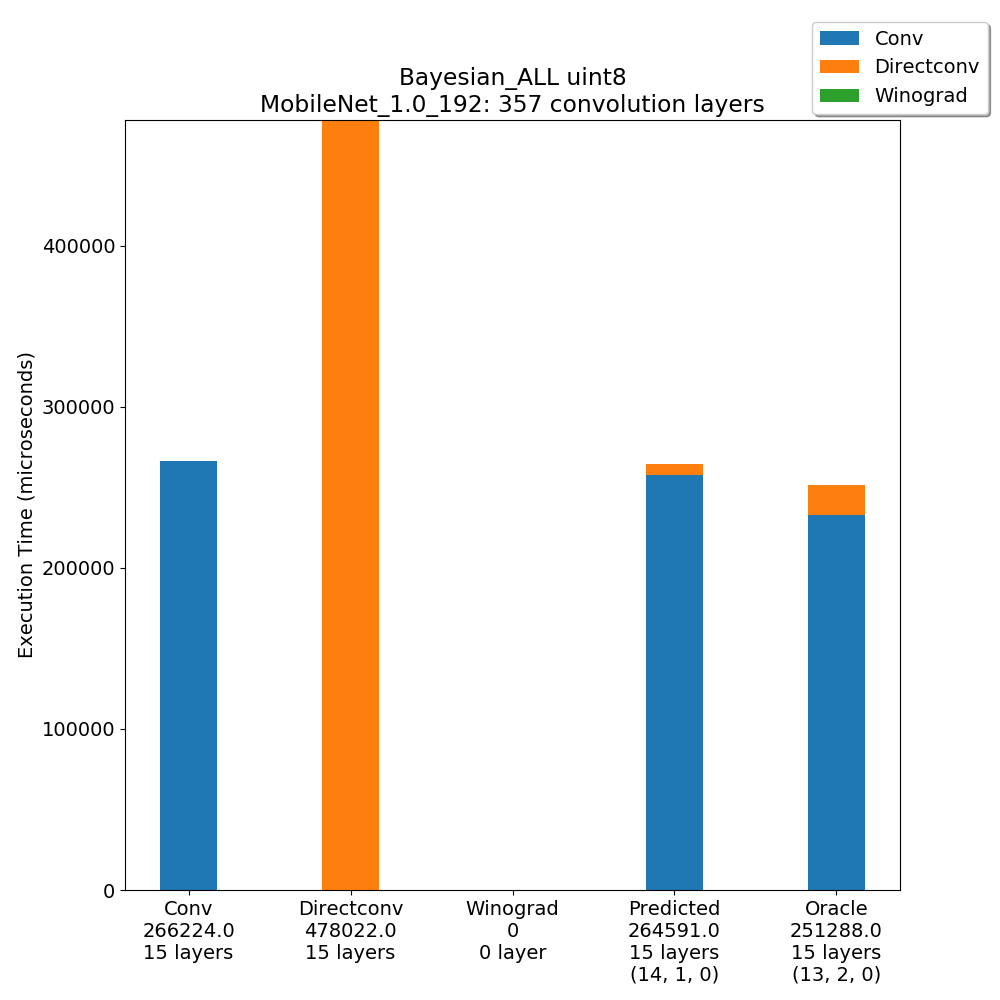 Conv
Directconv
Winograd
Bayesian_ALL uint8
MobileNet_1.0_192: 357 convolution layers
Execution Time (microseconds)
400000
300000
200000
100000
0
Conv
266224.0
15 layers
Directconv
478022.0
15 layers
Winograd
0
0 layer
Predicted
264591.0
15 layers
(14, 1, 0)
Oracle
251288.0
15 layers
(13, 2, 0)